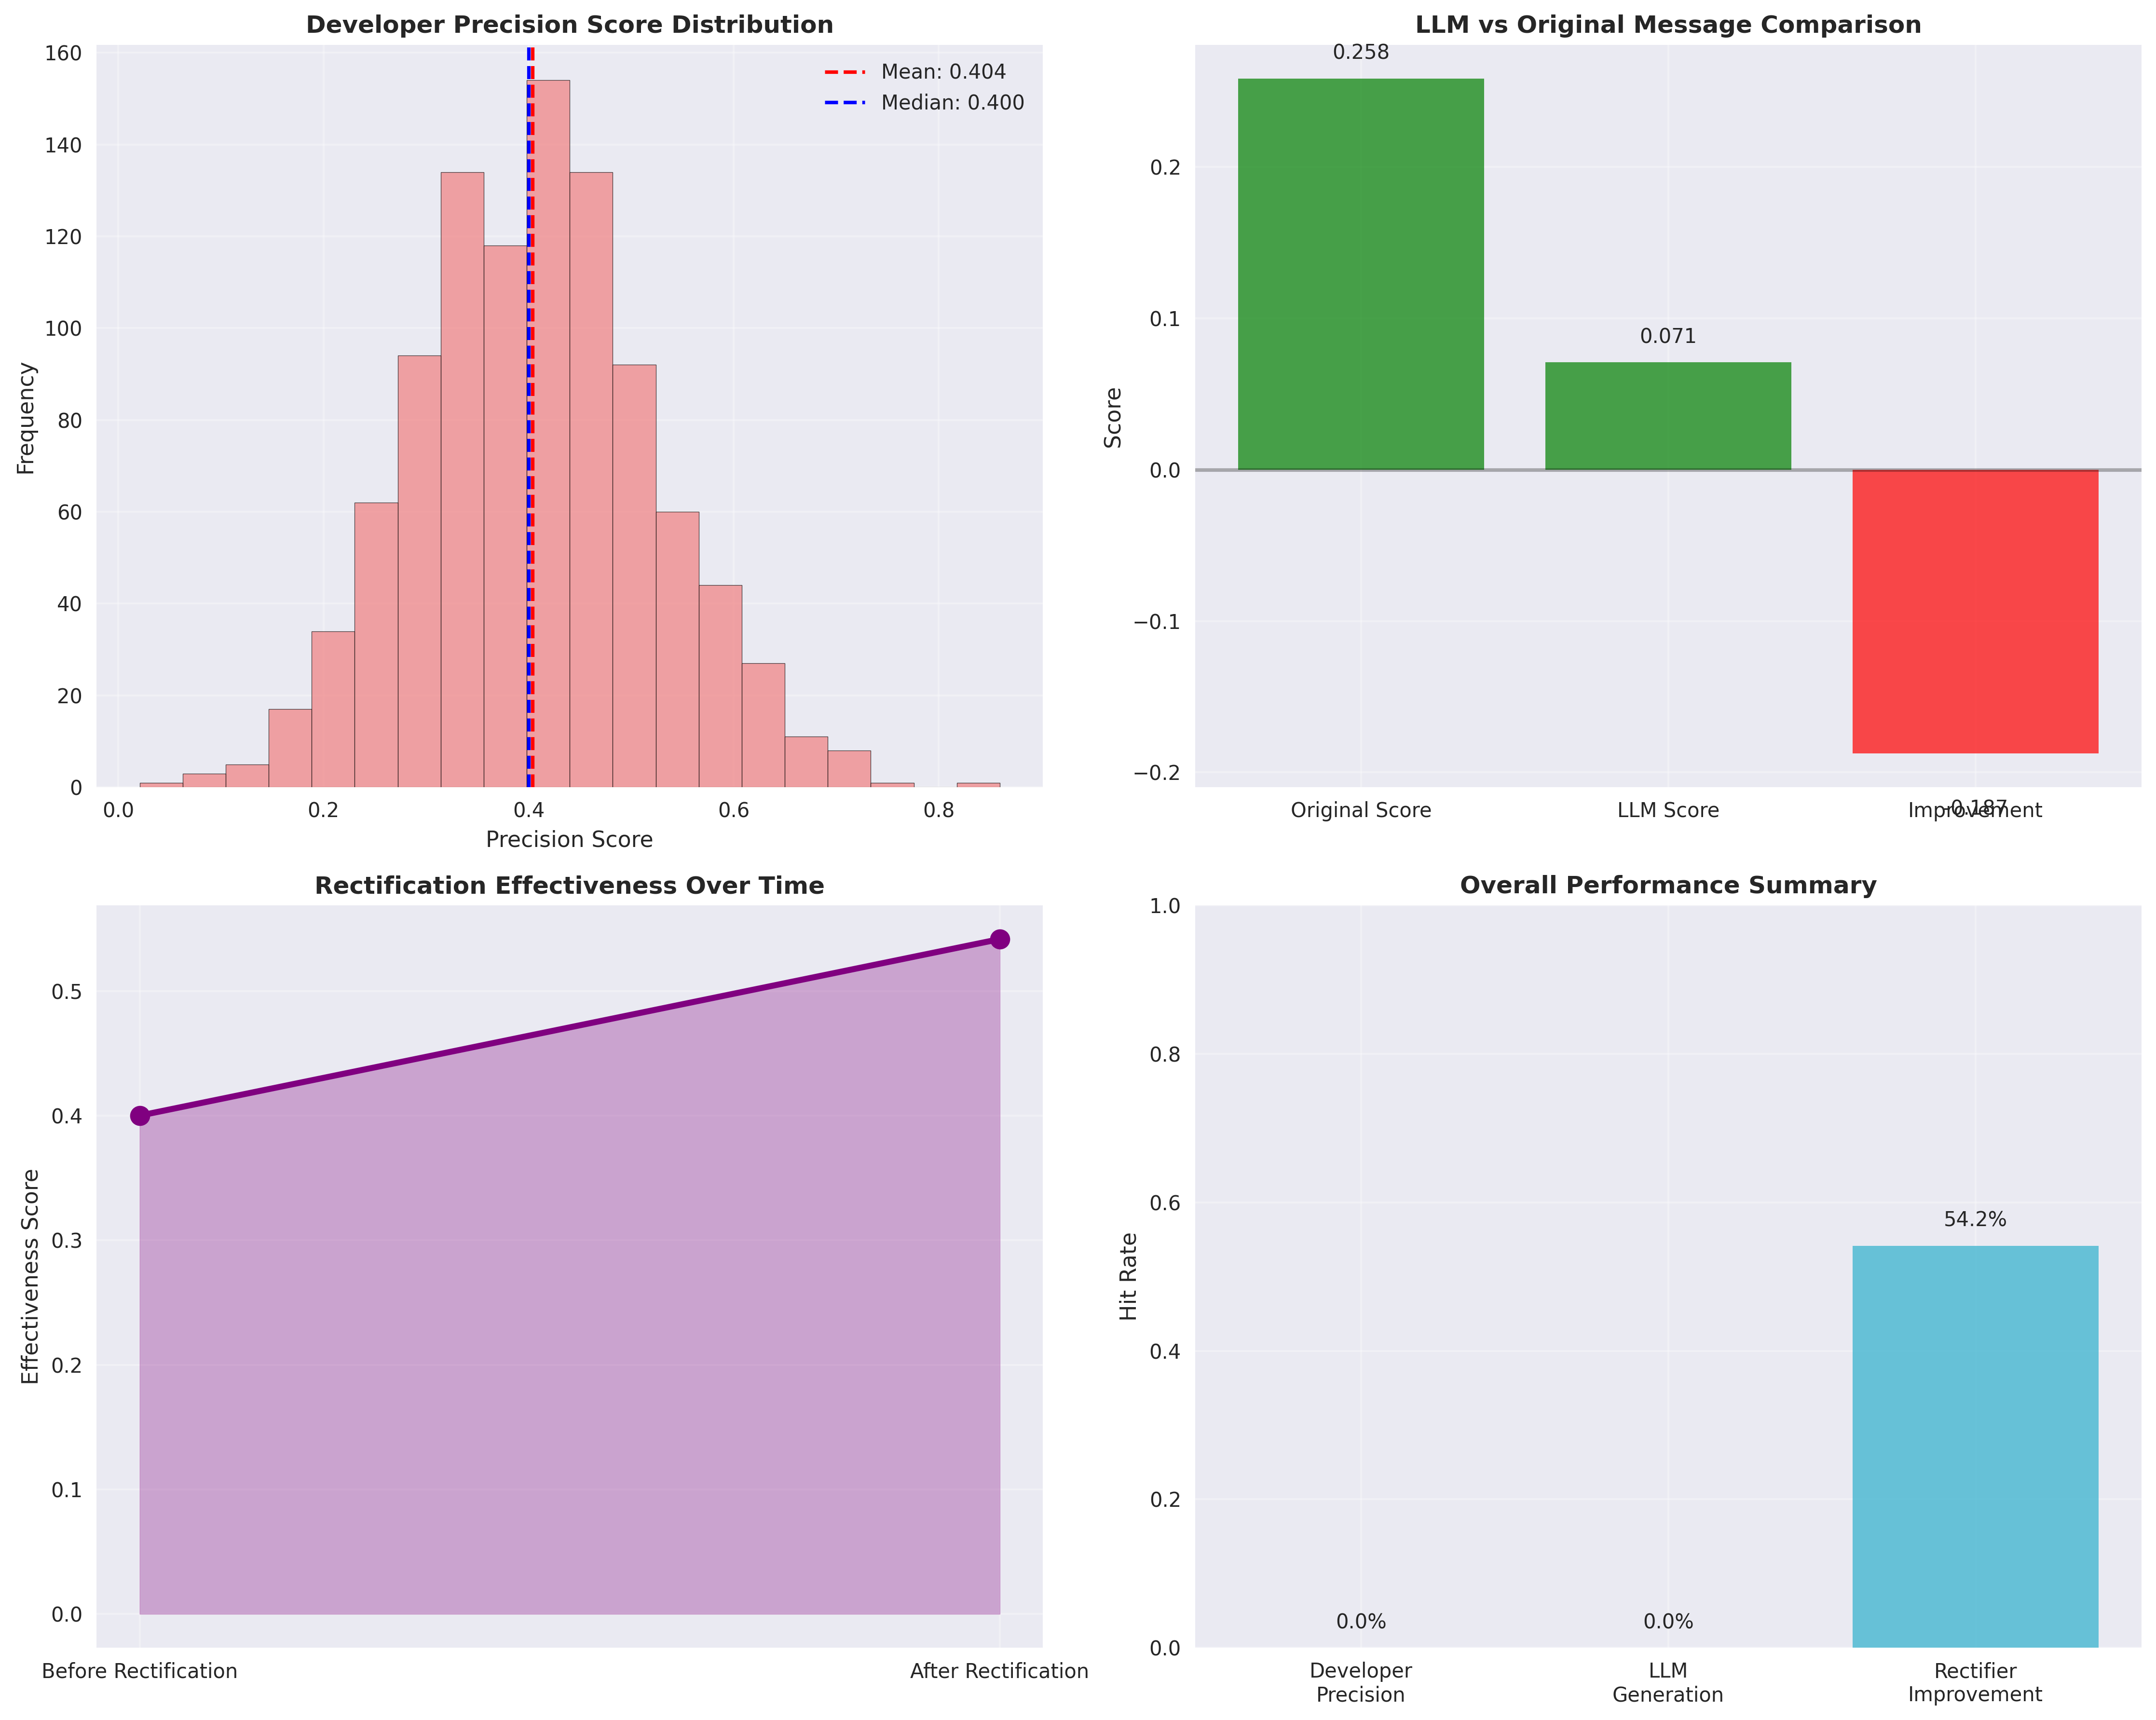 Developer Precision Score Distribution
160
140
120
100
80
60
40
20
0
Frequency
Mean: 0.404
Median: 0.400
0.0 0.2 0.4 0.6 0.8
Precision Score
LLM vs Original Message Comparison
0.2
0.1
0.0
−0.1
−0.2
Score
0.258
0.071
-0.187
Original Score LLM Score Improvement
Rectification Effectiveness Over Time
0.5
0.4
0.3
0.2
0.1
0.0
Effectiveness Score
Before Rectification After Rectification
Overall Performance Summary
1.0
0.8
0.6
0.4
0.2
0.0
Hit Rate
0.0%
0.0%
54.2%
Developer
Precision
LLM
Generation
Rectifier
Improvement